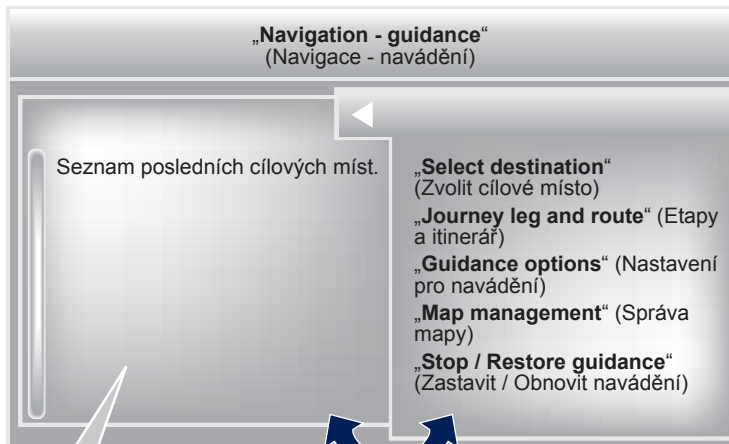 „Navigation - guidance“
(Navigace - navádění)
Seznam posledních cílových míst.
„Select destination“
(Zvolit cílové místo)
„Journey leg and route“ (Etapy
a itinerář)
„Guidance options“ (Nastavení
pro navádění)
„Map management“ (Správa
mapy)
„Stop / Restore guidance“
(Zastavit / Obnovit navádění)